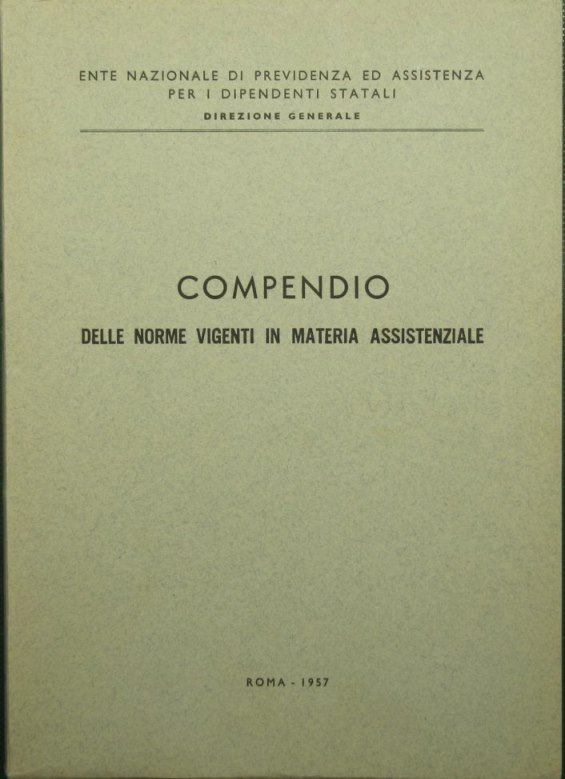 ENTE NAZIONALE DI PREVIDENZA ED ASSISTENZA
PER I DIPENDENTI STATALI
DIREZIONE GENERALE
COMPENDIO
DELLE NORME VIGENTI IN MATERIA ASSISTENZIALE
ROMA - 1957